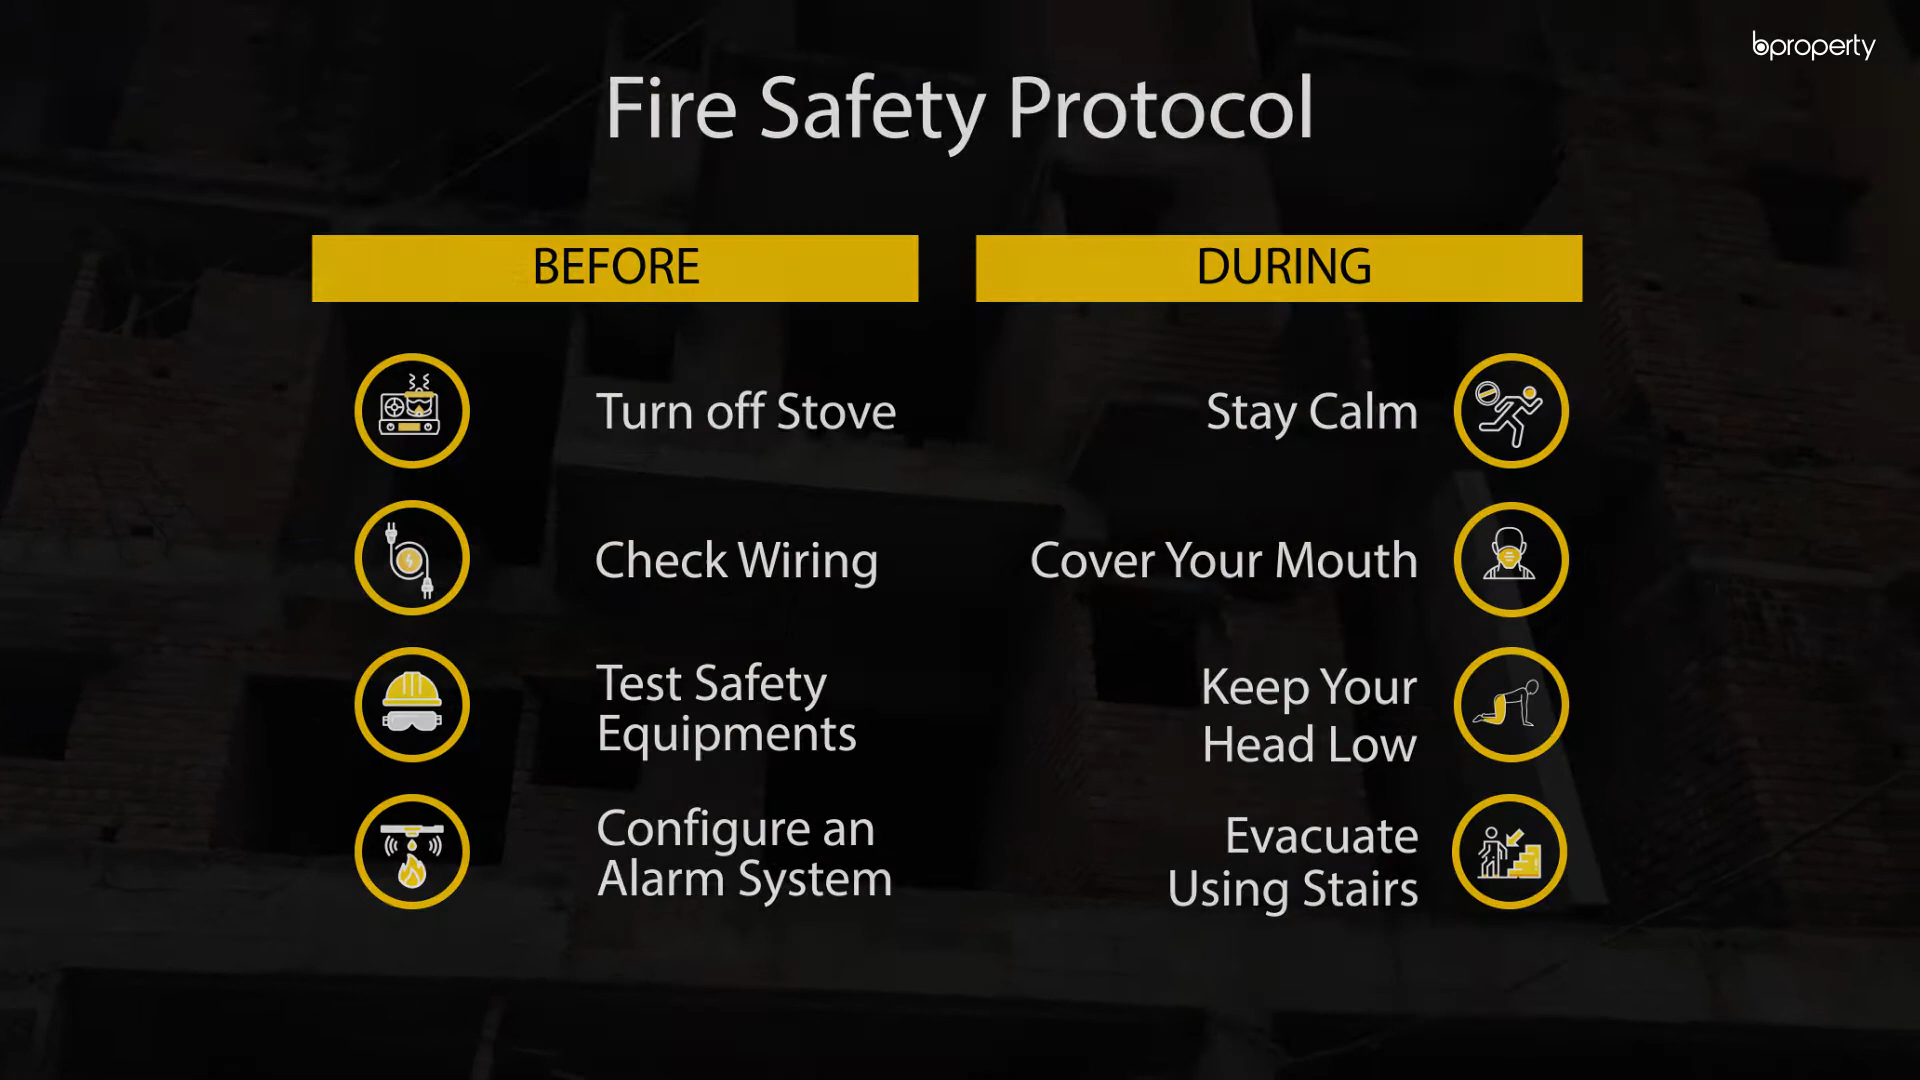 bproperty
Fire Safety Protocol
BEFORE
Turn off Stove
Check Wiring
Test Safety
Equipments
Configure an
Alarm System
DURING
Stay Calm
Cover Your Mouth
Keep Your
Head Low
Evacuate
Using Stairs